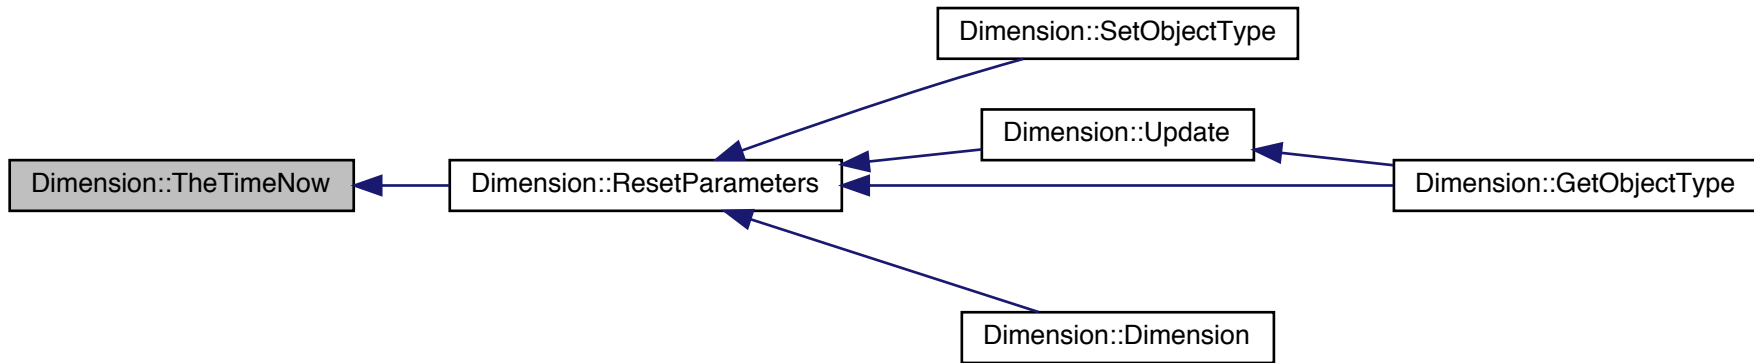 Dimension::SetObjectType
Dimension::Update
Dimension::TheTimeNow
Dimension::ResetParameters
Dimension::GetObjectType
Dimension::Dimension